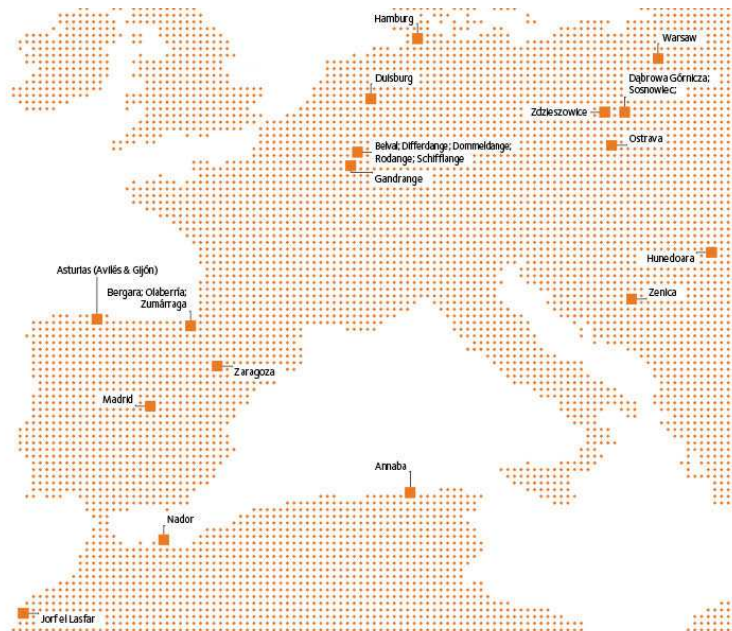 Hamburg
Warsaw
Duisburg
Dąbrowa Górnicza;
Sosnowiec;
Zdzieszowice
Ostrava
Belval; Differdange; Dommeldange;
Rodange; Schifflange
Gandrange
Hunedoara
Asturias (Avilés & Gijón)
Bergara; Olaberría;
Zumárraga
Zenica
Zaragoza
Madrid
Annaba
Nador
Jorf el Lasfar